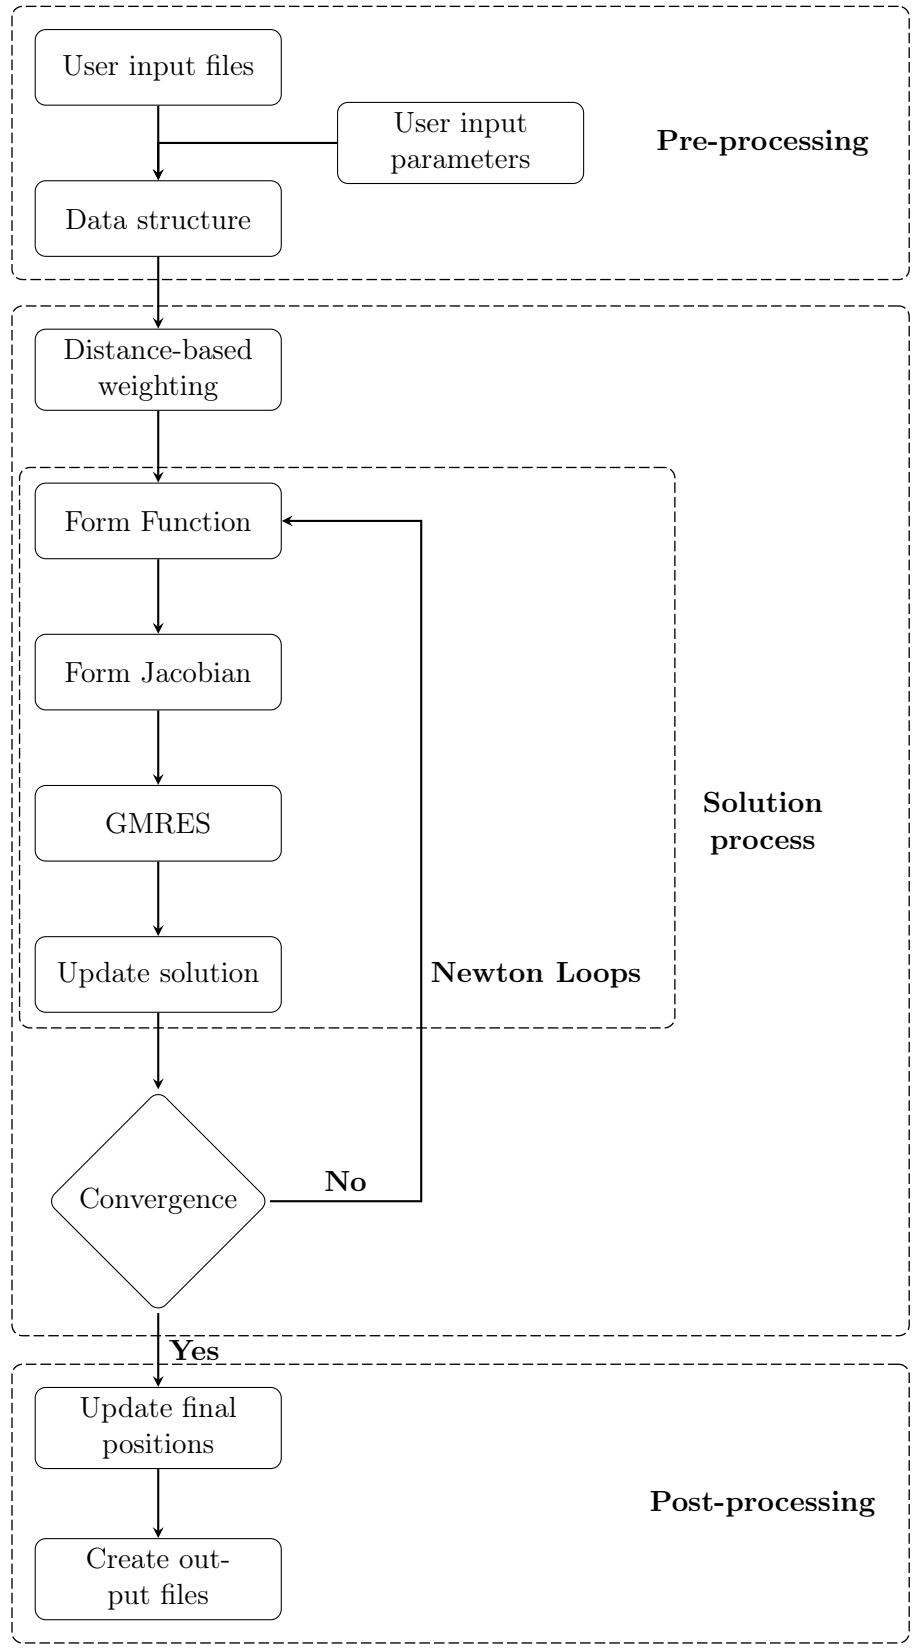 User input files
User input
parameters
Pre-processing
Data structure
Distance-based
weighting
Form Function
Form Jacobian
GMRES
Solution
process
Update solution
Newton Loops
Convergence
No
Yes
Update final
positions
Post-processing
Create out-
put files